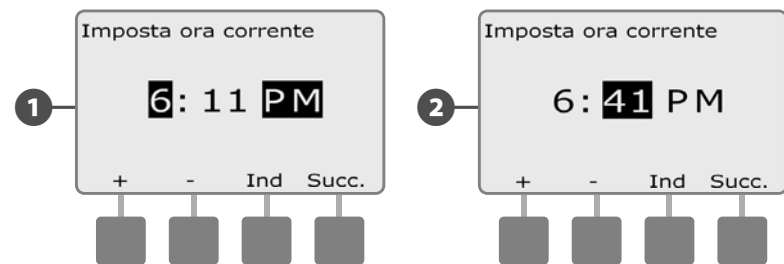 Imposta ora corrente
1
6: 11 PM
+ - Ind Succ.
Imposta ora corrente
2
6: 41 PM
+ - Ind Succ.